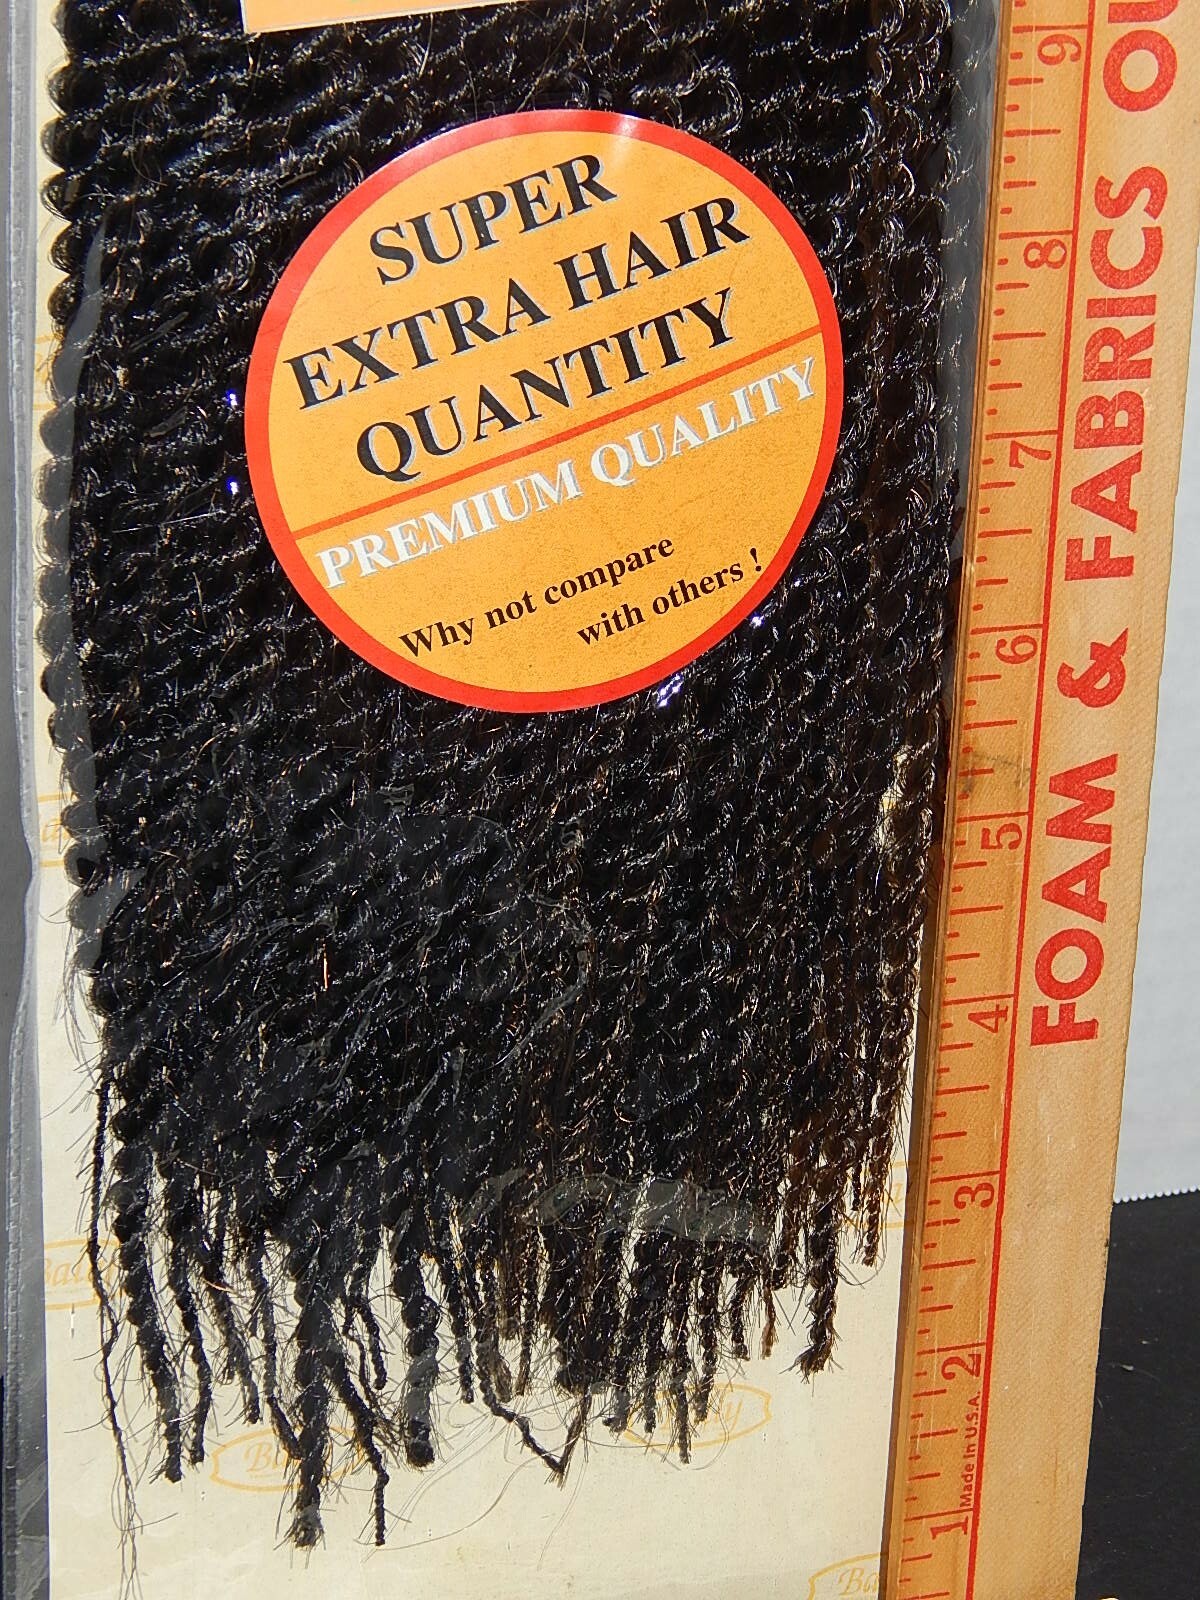 SUPER
EXTRA HAIR
QUANTITY
PREMIUM QUALITY
Why not compare
with others !
FOAM & FABRICS OU
9
8
7
6
5
4
3
2
1
Made In U.S.A.